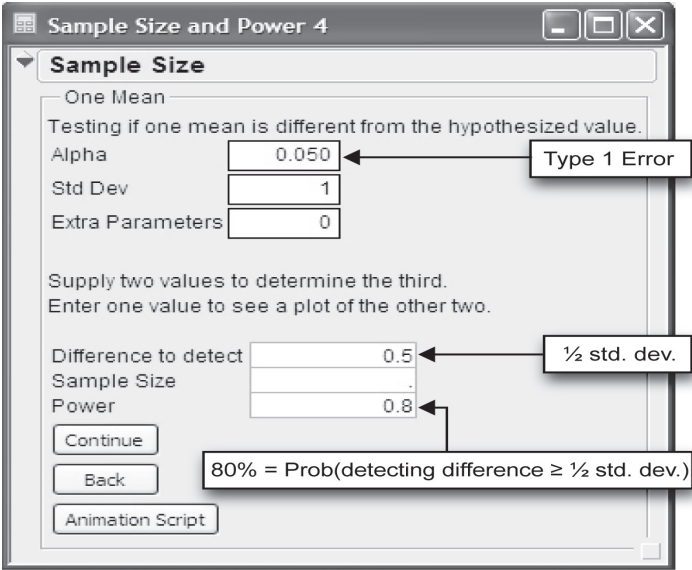 Sample Size and Power 4
Sample Size
One Mean
Testing if one mean is different from the hypothesized value.
Alpha 0.050 Type 1 Error
Std Dev 1
Extra Parameters 0
Supply two values to determine the third.
Enter one value to see a plot of the other two.
Difference to detect 0.5 ½ std. dev.
Sample Size .
Power 0.8
Continue
80% = Prob(detecting difference ≥ ½ std. dev.)
Back
Animation Script